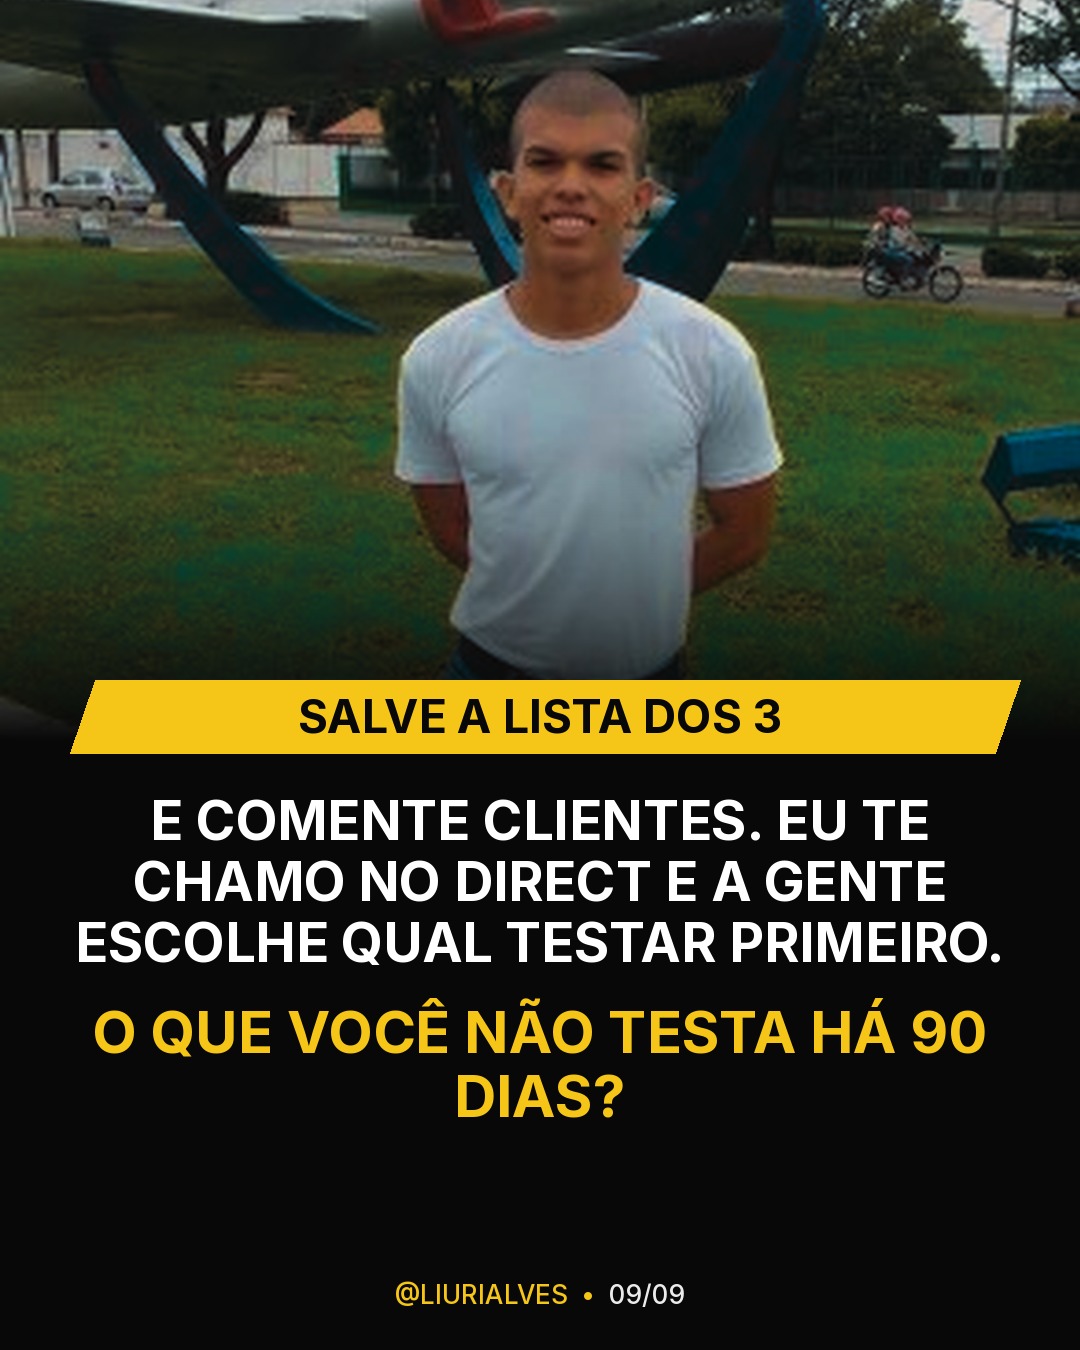 SALVE A LISTA DOS 3
E COMENTE CLIENTES. EU TE
CHAMO NO DIRECT E A GENTE
ESCOLHE QUAL TESTAR PRIMEIRO.
O QUE VOCÊ NÃO TESTA HÁ 90
DIAS?
@LIURIALVES • 09/09